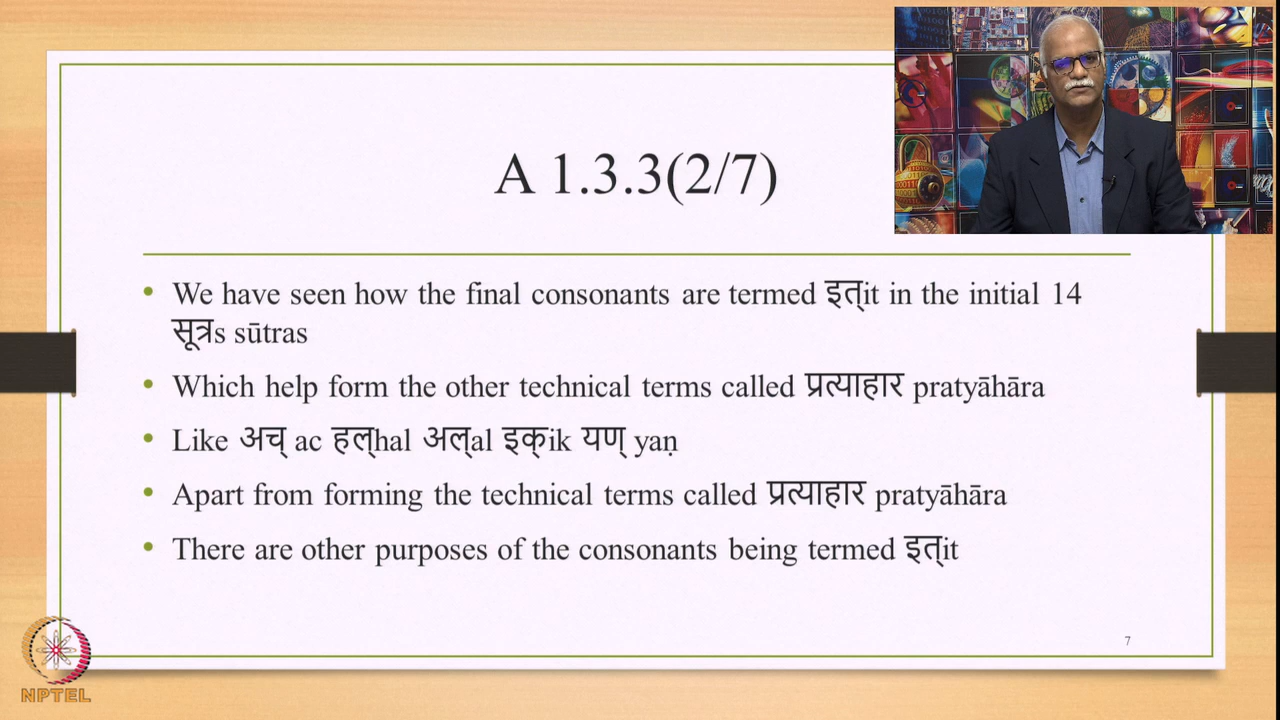 A 1.3.3(2/7)
• We have seen how the final consonants are termed इत्it in the initial 14
सूत्रs sūtras
• Which help form the other technical terms called प्रत्याहार pratyāhāra
• Like अच् ac हल्hal अल्al इक्ik यण् yaṇ
• Apart from forming the technical terms called प्रत्याहार pratyāhāra
• There are other purposes of the consonants being termed इत्it
7
NPTEL